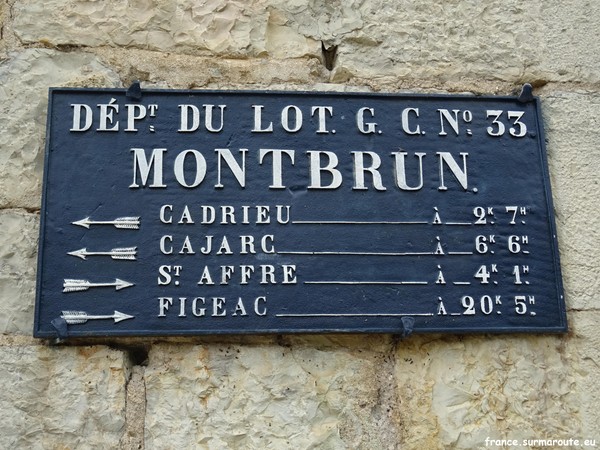 DÉPT. DU LOT. G. C. No. 33
MONTBRUN.
CADRIEU à 2K 7H
CAJARC à 6K 6H
ST. AFFRE à 4K 1H
FIGEAC à 20K 5H
france.surmaroute.eu